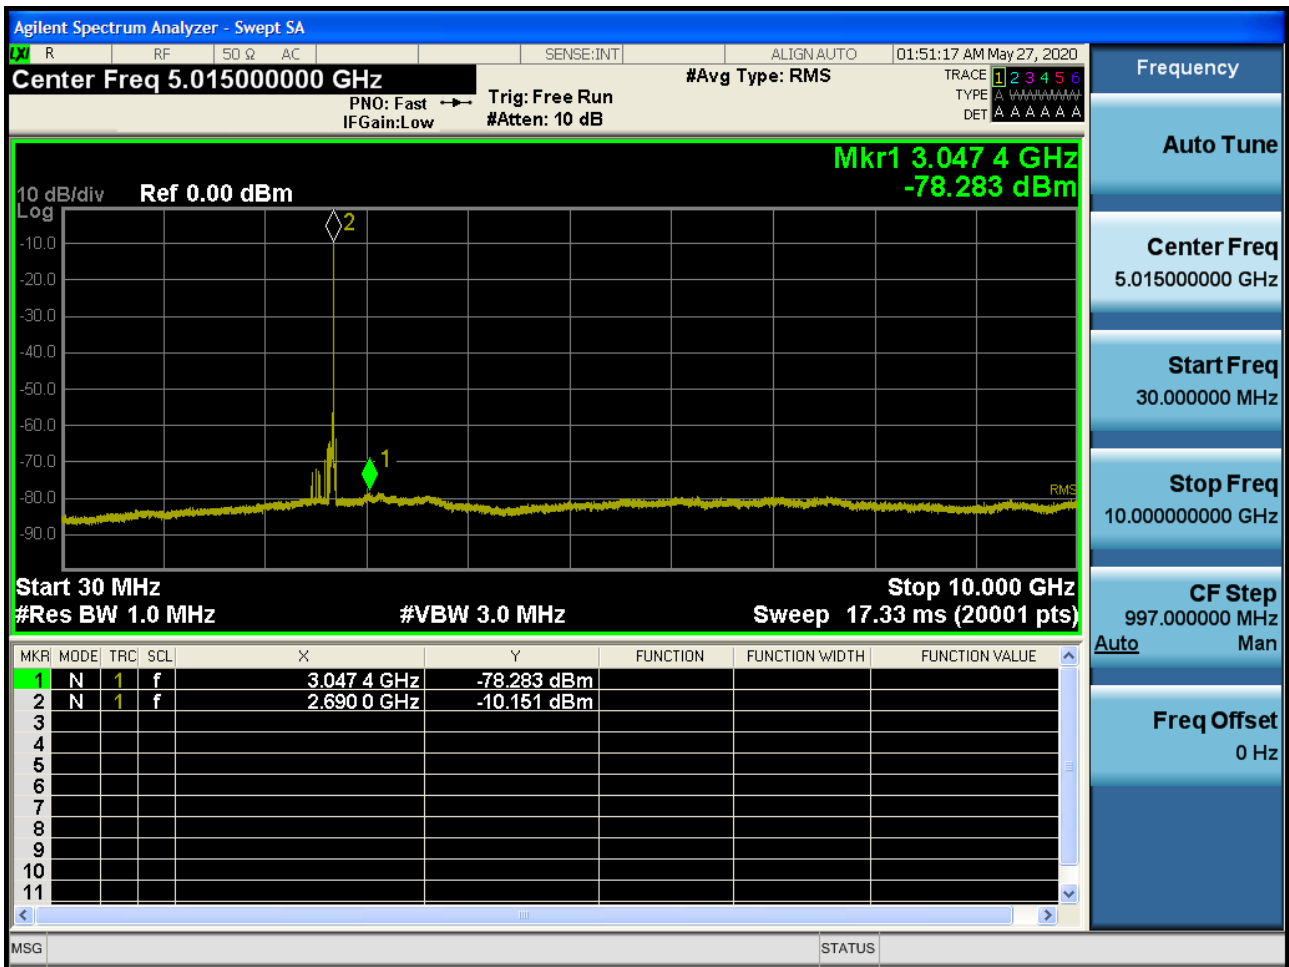 Agilent Spectrum Analyzer - Swept SA
LXI R RF 50 Ω AC SENSE:INT ALIGN AUTO 01:51:17 AM May 27, 2020
Center Freq 5.015000000 GHz
PNO: Fast
IFGain:Low
Trig: Free Run
#Atten: 10 dB
#Avg Type: RMS
TRACE 1 2 3 4 5 6
TYPE A WWWWW
DET A A A A A A
Mkr1 3.047 4 GHz
-78.283 dBm
10 dB/div Ref 0.00 dBm
Log
2
-10.0
-20.0
-30.0
-40.0
-50.0
-60.0
-70.0
1
-80.0
RMS
-90.0
Start 30 MHz Stop 10.000 GHz
#Res BW 1.0 MHz #VBW 3.0 MHz Sweep 17.33 ms (20001 pts)
MKR MODE TRC SCL X Y FUNCTION FUNCTION WIDTH FUNCTION VALUE
1 N 1 f 3.047 4 GHz -78.283 dBm
2 N 1 f 2.690 0 GHz -10.151 dBm
3
4
5
6
7
8
9
10
11
MSG STATUS
Frequency
Auto Tune
Center Freq
5.015000000 GHz
Start Freq
30.000000 MHz
Stop Freq
10.000000000 GHz
CF Step
997.000000 MHz
Auto Man
Freq Offset
0 Hz